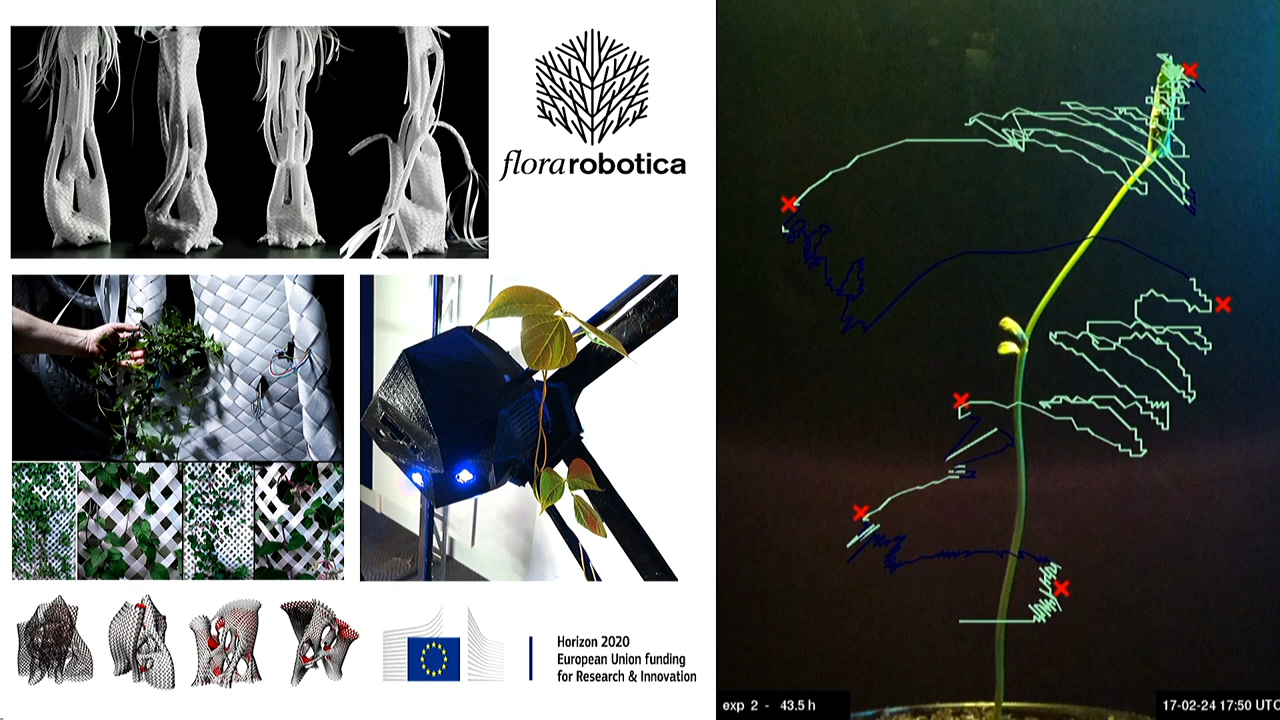 florarobotica
Horizon 2020
European Union funding
for Research & Innovation
exp 2 - 43.5 h
17-02-24 17:50 UTC